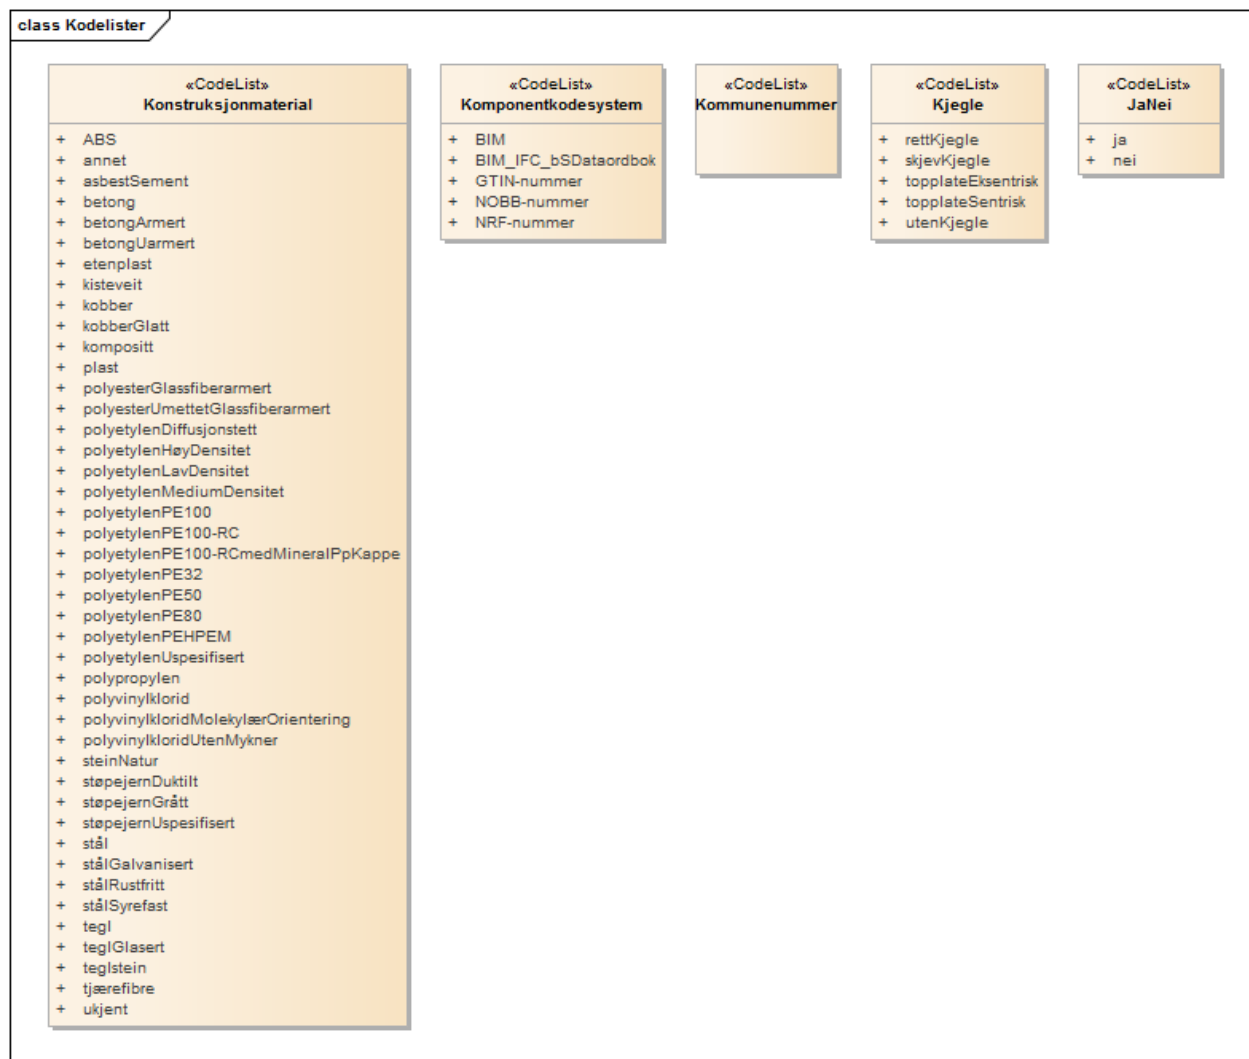 class Kodelister
«CodeList»
Konstruksjonmaterial
+ ABS
+ annet
+ asbestSement
+ betong
+ betongArmert
+ betongUarmert
+ etenplast
+ kisteveit
+ kobber
+ kobberGlatt
+ kompositt
+ plast
+ polyesterGlassfiberarmert
+ polyesterUmettetGlassfiberarmert
+ polyetylenDiffusjonstett
+ polyetylenHøyDensitet
+ polyetylenLavDensitet
+ polyetylenMediumDensitet
+ polyetylenPE100
+ polyetylenPE100-RC
+ polyetylenPE100-RCmedMineralPpKappe
+ polyetylenPE32
+ polyetylenPE50
+ polyetylenPE80
+ polyetylenPEHPEM
+ polyetylenUspesifisert
+ polypropylen
+ polyvinylklorid
+ polyvinylkloridMolekylærOrientering
+ polyvinylkloridUtenMykner
+ steinNatur
+ støpejernDuktilt
+ støpejernGrått
+ støpejernUspesifisert
+ stål
+ stålGalvanisert
+ stålRustfritt
+ stålSyrefast
+ tegl
+ teglGlasert
+ teglstein
+ tjærefibre
+ ukjent
«CodeList»
Komponentkodesystem
+ BIM
+ BIM_IFC_bSDataordbok
+ GTIN-nummer
+ NOBB-nummer
+ NRF-nummer
«CodeList»
Kommunenummer
«CodeList»
Kjegle
+ rettKjegle
+ skjevKjegle
+ topplateEksentrisk
+ topplateSentrisk
+ utenKjegle
«CodeList»
JaNei
+ ja
+ nei